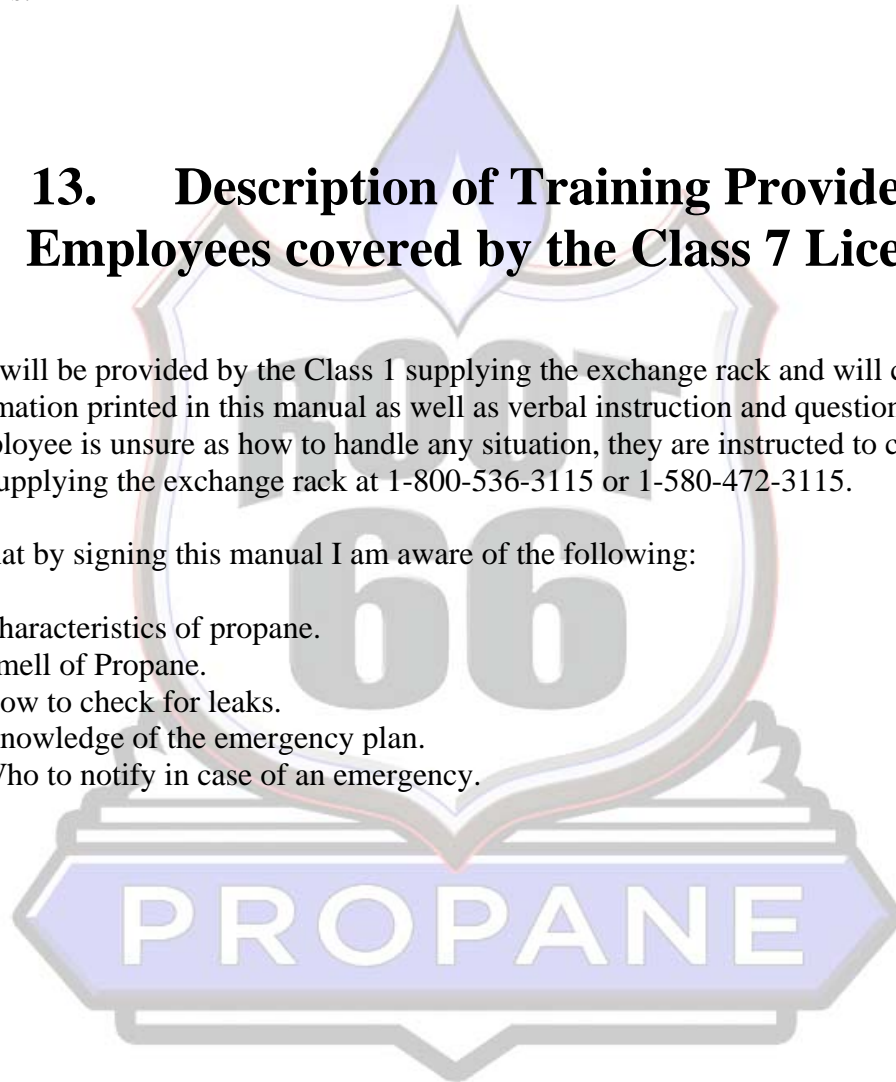 13. Description of Training Provide
Employees covered by the Class 7 Lice
will be provided by the Class 1 supplying the exchange rack and will c
mation printed in this manual as well as verbal instruction and question
ployee is unsure as how to handle any situation, they are instructed to c
supplying the exchange rack at 1-800-536-3115 or 1-580-472-3115.
hat by signing this manual I am aware of the following:
haracteristics of propane.
mell of Propane.
ow to check for leaks.
nowledge of the emergency plan.
Who to notify in case of an emergency.
ROOT
66
PROPANE